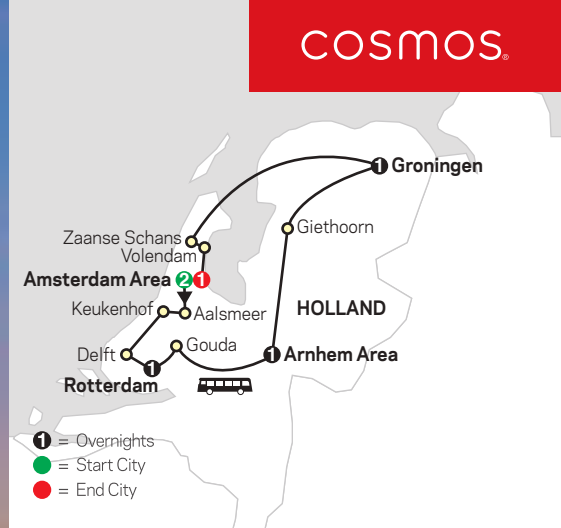 cosmos®
1 Groningen
Giethoorn
Zaanse Schans
Volendam
Amsterdam Area 2 1
Keukenhof
Aalsmeer
HOLLAND
Delft
Gouda
1 Arnhem Area
1
Rotterdam
1 = Overnights
= Start City
= End City